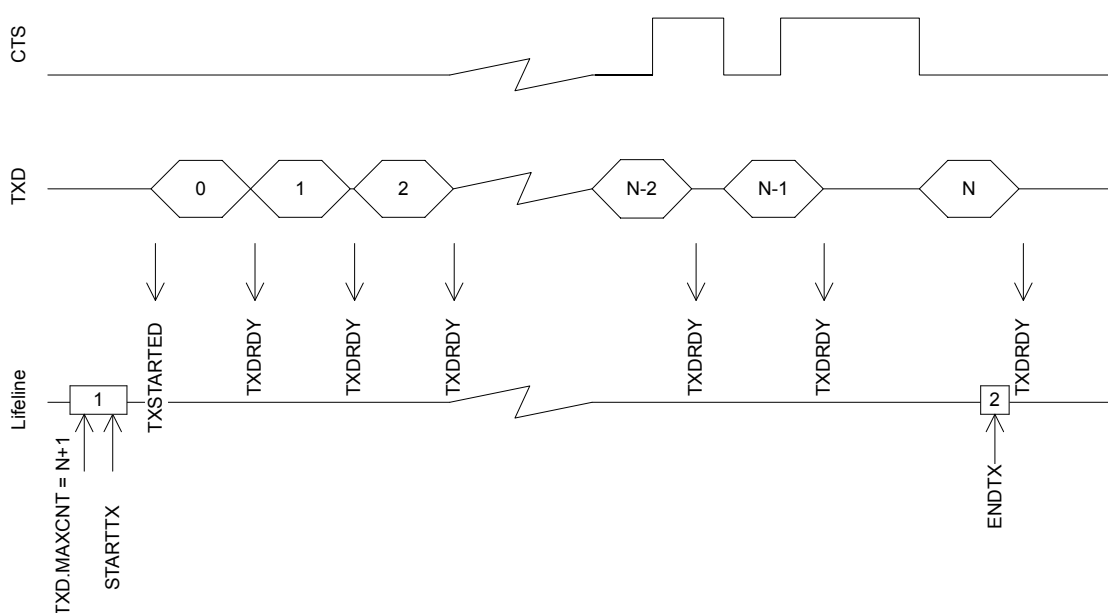 CTS
TXD
0
1
2
N-2
N-1
N
TXSTARTED
TXDRDY
TXDRDY
TXDRDY
TXDRDY
TXDRDY
TXDRDY
Lifeline
1
2
TXD.MAXCNT = N+1
STARTTX
ENDTX